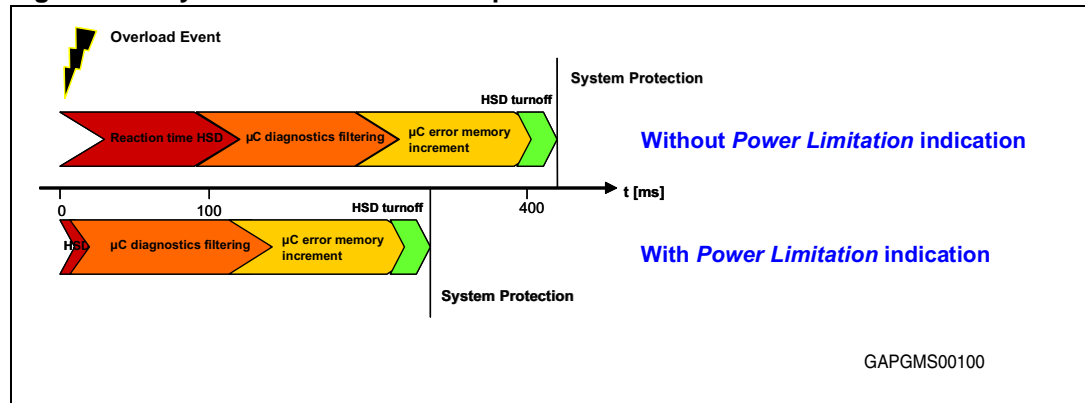 Overload Event
System Protection
HSD turnoff
Reaction time HSD
µC diagnostics filtering
µC error memory
increment
Without Power Limitation indication
0
100
400
t [ms]
HSD turnoff
HSD
µC diagnostics filtering
µC error memory
increment
With Power Limitation indication
System Protection
GAPGMS00100